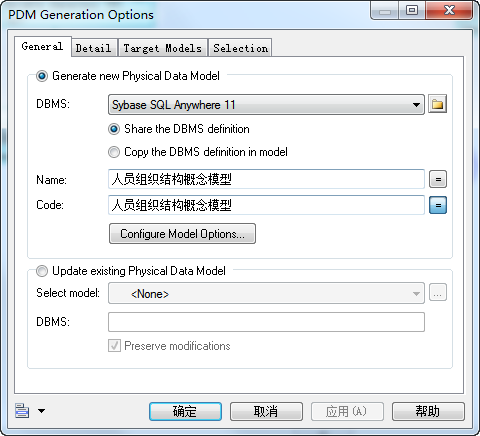 PDM Generation Options
General Detail Target Models Selection
Generate new Physical Data Model
DBMS: Sybase SQL Anywhere 11
Share the DBMS definition
Copy the DBMS definition in model
Name: 人员组织结构概念模型 =
Code: 人员组织结构概念模型 =
Configure Model Options...
Update existing Physical Data Model
Select model: <None> ...
DBMS:
Preserve modifications
确定 取消 应用(A) 帮助